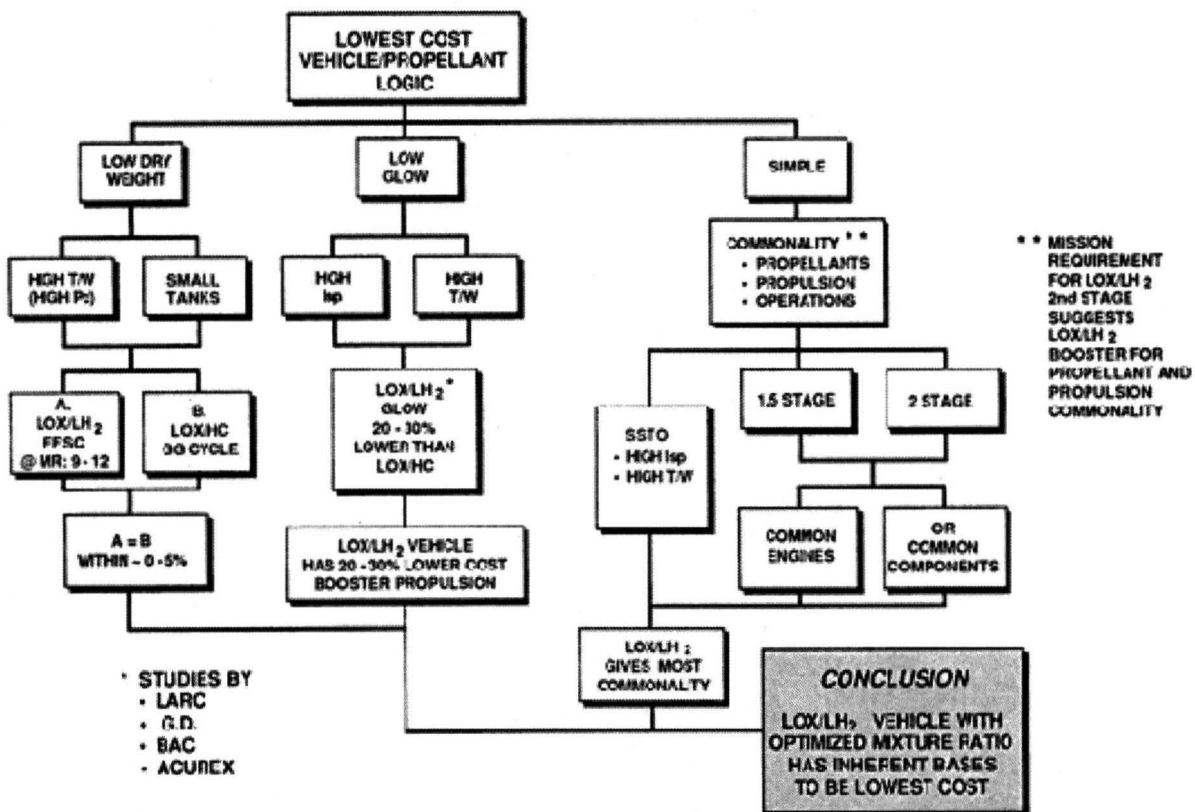 LOWEST COST
VEHICLE/PROPELLANT
LOGIC
LOW DRY
WEIGHT
LOW
GLOW
SIMPLE
HIGH T/W
(HIGH Pc)
SMALL
TANKS
HIGH
Isp
HIGH
T/W
COMMONALITY * *
• PROPELLANTS
• PROPULSION
• OPERATIONS
* * MISSION
REQUIREMENT
FOR LOX/LH2
2nd STAGE
SUGGESTS
LOX/LH2
BOOSTER FOR
PROPELLANT AND
PROPULSION
COMMONALITY
A.
LOX/LH2
@ MR: 9 - 12
B.
LOX/HC
GG CYCLE
LOX/LH2 *
GLOW
20 - 30%
LOWER THAN
LOX/HC
SSTO
• HIGH Isp
• HIGH T/W
1.5 STAGE
2 STAGE
A = B
WITHIN ~ 0 - 5%
LOX/LH2 VEHICLE
HAS 20 - 30% LOWER COST
BOOSTER PROPULSION
COMMON
ENGINES
OR
COMMON
COMPONENTS
LOX/LH2
GIVES MOST
COMMONALITY
* STUDIES BY
• LARC
• G.D.
• BAC
- ACUREX
CONCLUSION
LOX/LH2 VEHICLE WITH
OPTIMIZED MIXTURE RATIO
HAS INHERENT BASES
TO BE LOWEST COST